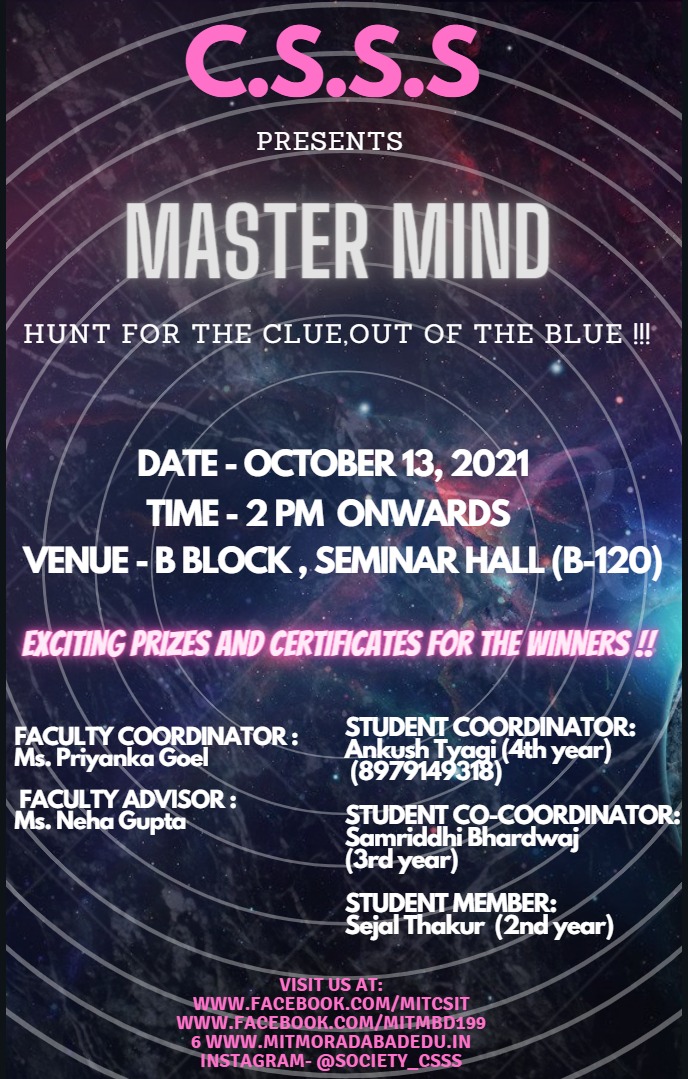 C.S.S.S
PRESENTS
MASTER MIND
HUNT FOR THE CLUE,OUT OF THE BLUE !!!
DATE - OCTOBER 13, 2021
TIME - 2 PM ONWARDS
VENUE - B BLOCK , SEMINAR HALL (B-120)
EXCITING PRIZES AND CERTIFICATES FOR THE WINNERS !!
FACULTY COORDINATOR :
Ms. Priyanka Goel
FACULTY ADVISOR :
Ms. Neha Gupta
STUDENT COORDINATOR:
Ankush Tyagi (4th year)
(8979149318)
STUDENT CO-COORDINATOR:
Samriddhi Bhardwaj
(3rd year)
STUDENT MEMBER:
Sejal Thakur (2nd year)
VISIT US AT:
WWW.FACEBOOK.COM/MITCSIT
WWW.FACEBOOK.COM/MITMBD199
6 WWW.MITMORADABADEDU.IN
INSTAGRAM- @SOCIETY_CSSS